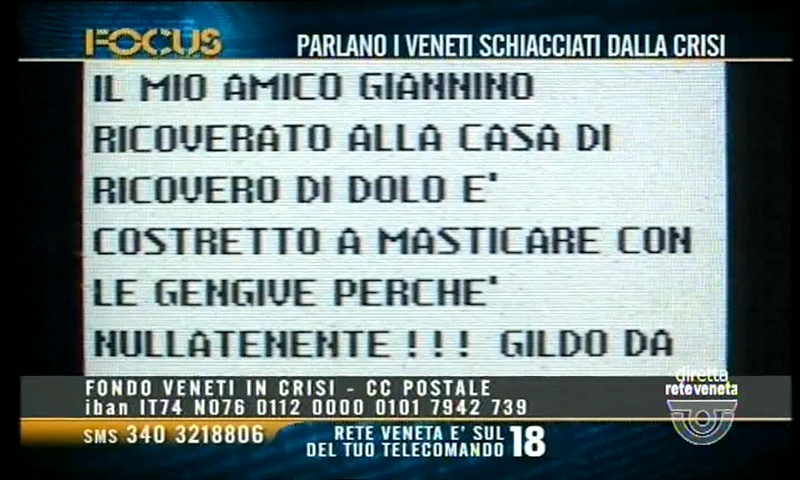 FOCUS
PARLANO I VENETI SCHIACCIATI DALLA CRISI
IL MIO AMICO GIANNINO
RICOVERATO ALLA CASA DI
RICOVERO DI DOLO E'
COSTRETTO A MASTICARE CON
LE GENGIVE PERCHE'
NULLATENENTE !!! GILDO DA
diretta
reteveneta
FONDO VENETI IN CRISI - CC POSTALE
iban IT74 N076 0112 0000 0101 7942 739
SMS 340 3218806
RETE VENETA E' SUL
DEL TUO TELECOMANDO 18